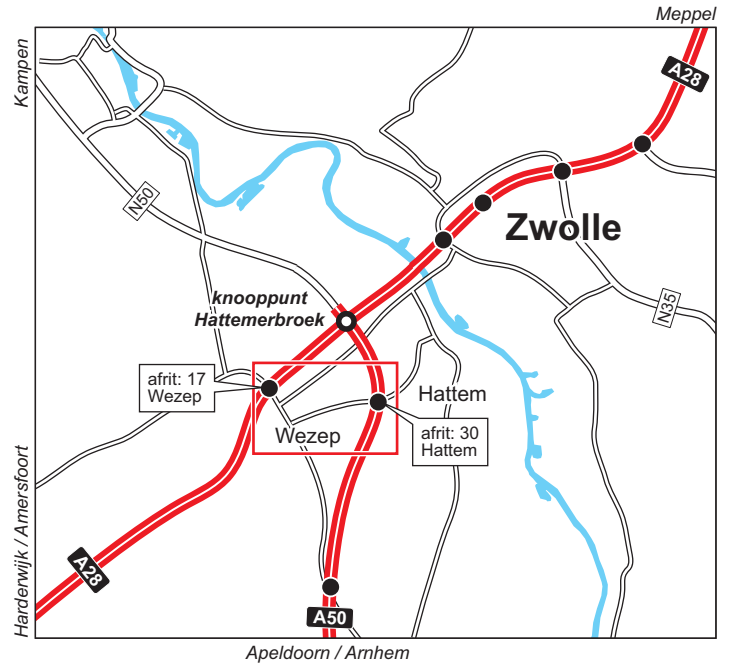 Meppel
Kampen
A28
N50
Zwolle
knooppunt
Hattemerbroek
N35
afrit: 17
Wezep
Hattem
Wezep
afrit: 30
Hattem
Harderwijk / Amersfoort
A28
A50
Apeldoorn / Arnhem